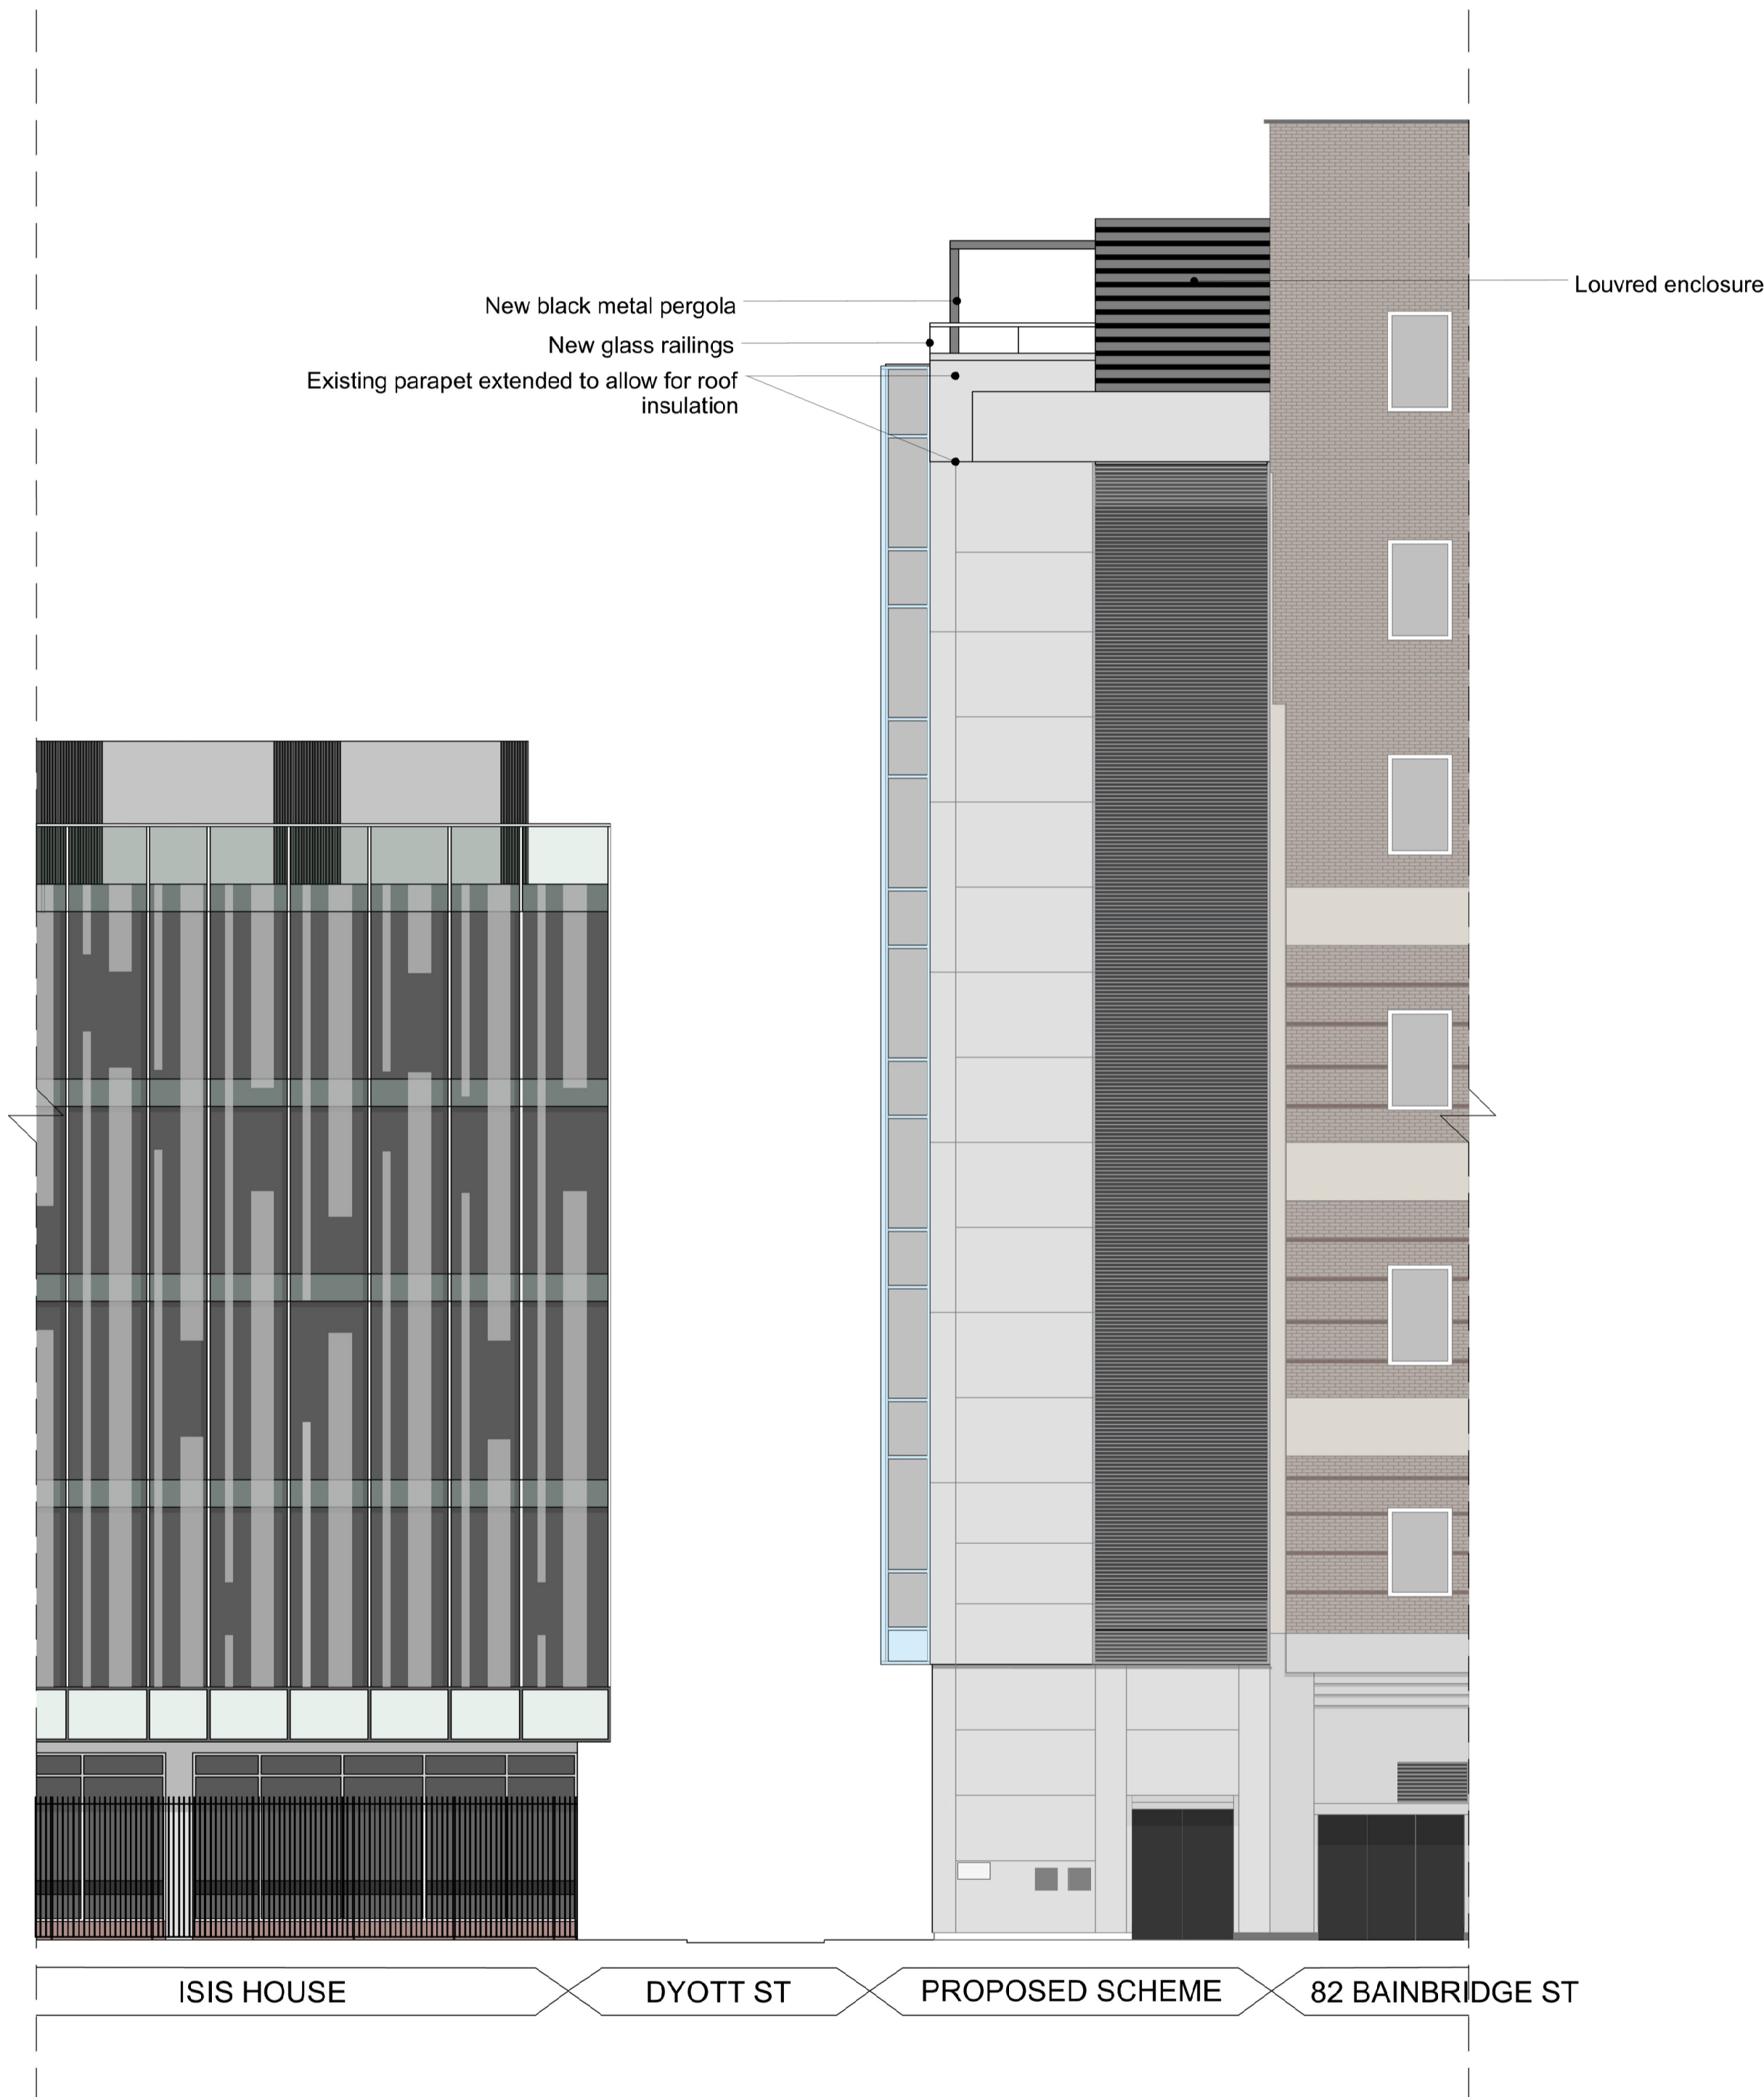 New black metal pergola
Louvred enclosure
New glass railings
Existing parapet extended to allow for roof
insulation
ISIS HOUSE
DYOTT ST
PROPOSED SCHEME
82 BAINBRIDGE ST